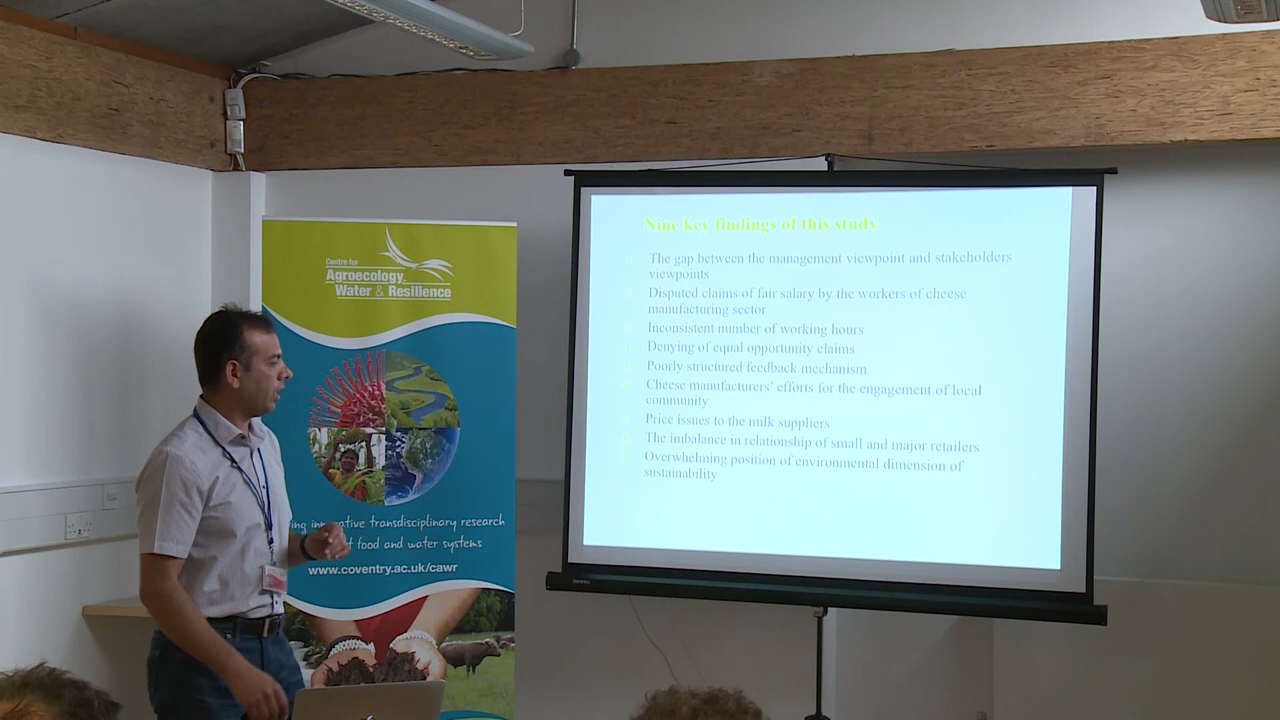 Centre for
Agroecology,
Water & Resilience
innovative transdisciplinary research
food and water systems
www.coventry.ac.uk/cawr
Nine key findings of this study
The gap between the management viewpoint and stakeholders
viewpoints
Disputed claims of fair salary by the workers of cheese
manufacturing sector
Inconsistent number of working hours
Denying of equal opportunity claims
Poorly structured feedback mechanism
Cheese manufacturers' efforts for the engagement of local
community
Price issues to the milk suppliers
The imbalance in relationship of small and major retailers
Overwhelming position of environmental dimension of
sustainability